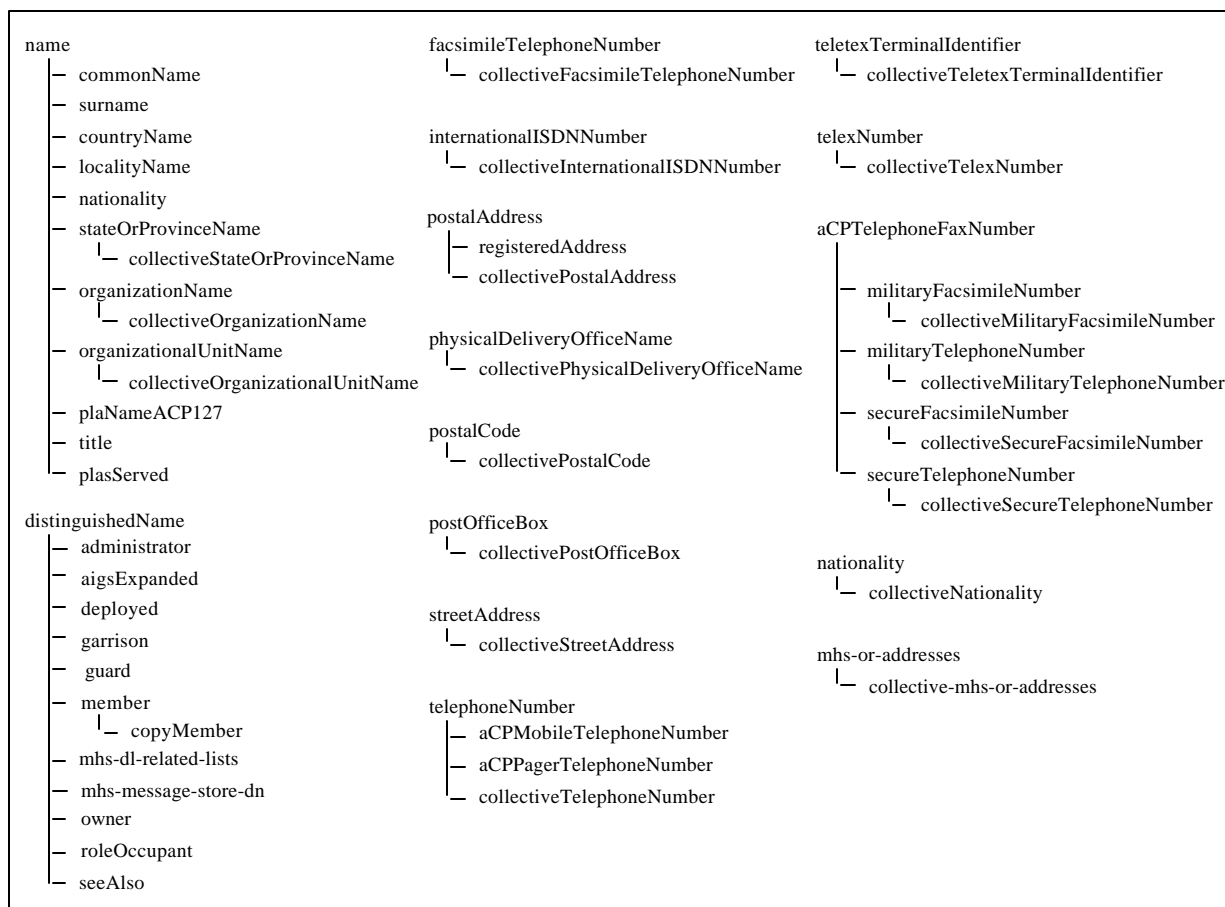 name
commonName
surname
countryName
localityName
nationality
stateOrProvinceName
collectiveStateOrProvinceName
organizationName
collectiveOrganizationName
organizationalUnitName
collectiveOrganizationalUnitName
plaNameACP127
title
plasServed
distinguishedName
administrator
aigsExpanded
deployed
garrison
guard
member
copyMember
mhs-dl-related-lists
mhs-message-store-dn
owner
roleOccupant
seeAlso
facsimileTelephoneNumber
collectiveFacsimileTelephoneNumber
internationalISDNNumber
collectiveInternationalISDNNumber
postalAddress
registeredAddress
collectivePostalAddress
physicalDeliveryOfficeName
collectivePhysicalDeliveryOfficeName
postalCode
collectivePostalCode
postOfficeBox
collectivePostOfficeBox
streetAddress
collectiveStreetAddress
telephoneNumber
aCPMobileTelephoneNumber
aCPPagerTelephoneNumber
collectiveTelephoneNumber
teletexTerminalIdentifier
collectiveTeletexTerminalIdentifier
telexNumber
collectiveTelexNumber
aCPTelephoneFaxNumber
militaryFacsimileNumber
collectiveMilitaryFacsimileNumber
militaryTelephoneNumber
collectiveMilitaryTelephoneNumber
secureFacsimileNumber
collectiveSecureFacsimileNumber
secureTelephoneNumber
collectiveSecureTelephoneNumber
nationality
collectiveNationality
mhs-or-addresses
collective-mhs-or-addresses